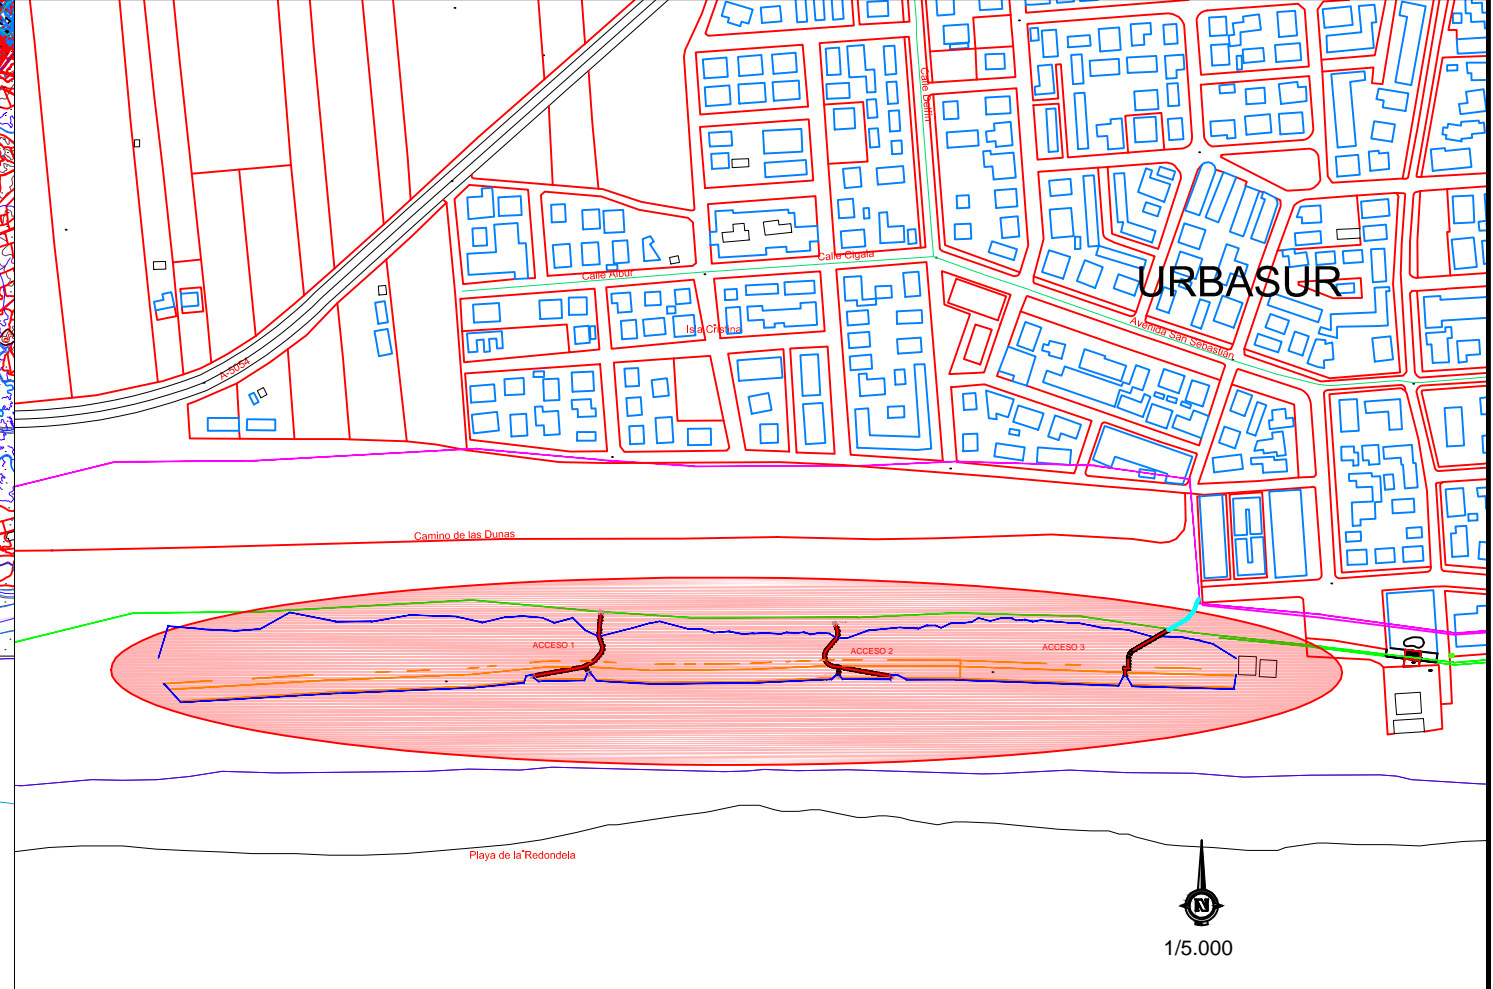 Calle Delfín
URBASUR
Calle Cigala
Calle Albur
Isla Cristina
Avenida San Sebastián
A-5054
Camino de las Dunas
ACCESO 1
ACCESO 2
ACCESO 3
Playa de la Redondela
N
1/5.000